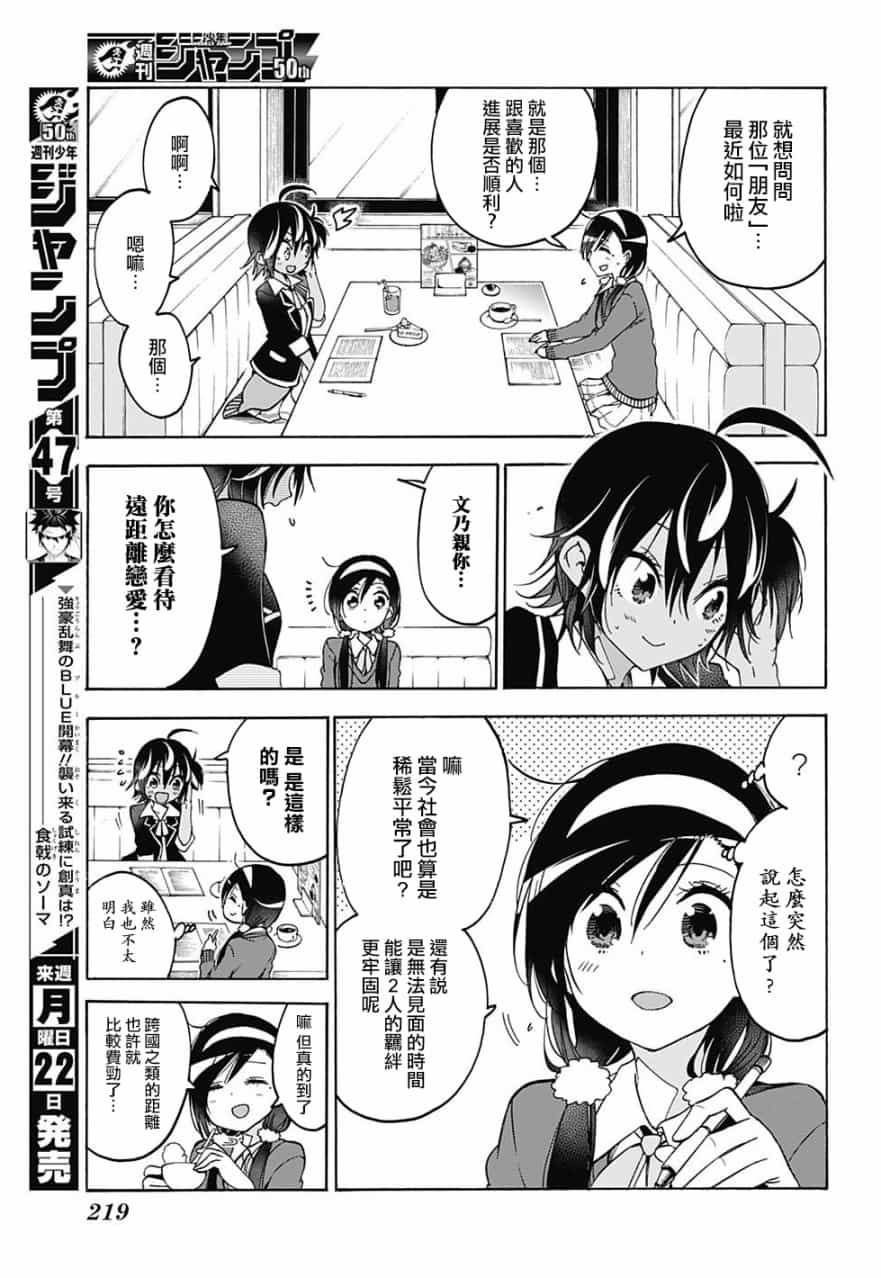 週刊
少年
ジャンプ
50th
就想問問
那位「朋友」…
最近如何啦
就是那個…
跟喜歡的人
進展是否順利?
啊啊…
嗯嘛…
那個…
文乃親你…
你怎麼看待
遠距離戀愛…?
?
怎麼突然
說起這個了?
嘛
當今社會也算是
稀鬆平常了吧?
還有說
是無法見面的時間
能讓2人的羈絆
更牢固呢
是 是這樣
的嗎?
雖然
我也不太
明白
嘛 但真的到了
跨國之類的距離
也許就
比較費勁了…
50th
週刊少年
ジャンプ
第
47
号
強豪乱舞のBLUE開幕!!襲い来る試練に創真は!?
食戟のソーマ
来週
月
曜日
22
日
発売
219